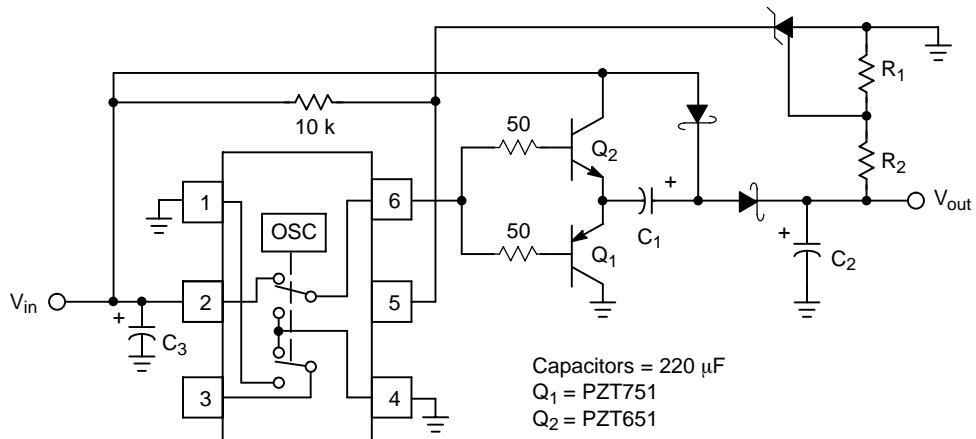 R1
10 k
50
Q2
R2
1
6
OSC
+
Vout
50
C1
Q1
+
C2
Vin
2
5
+
C3
3
4
Capacitors = 220 μF
Q1 = PZT751
Q2 = PZT651